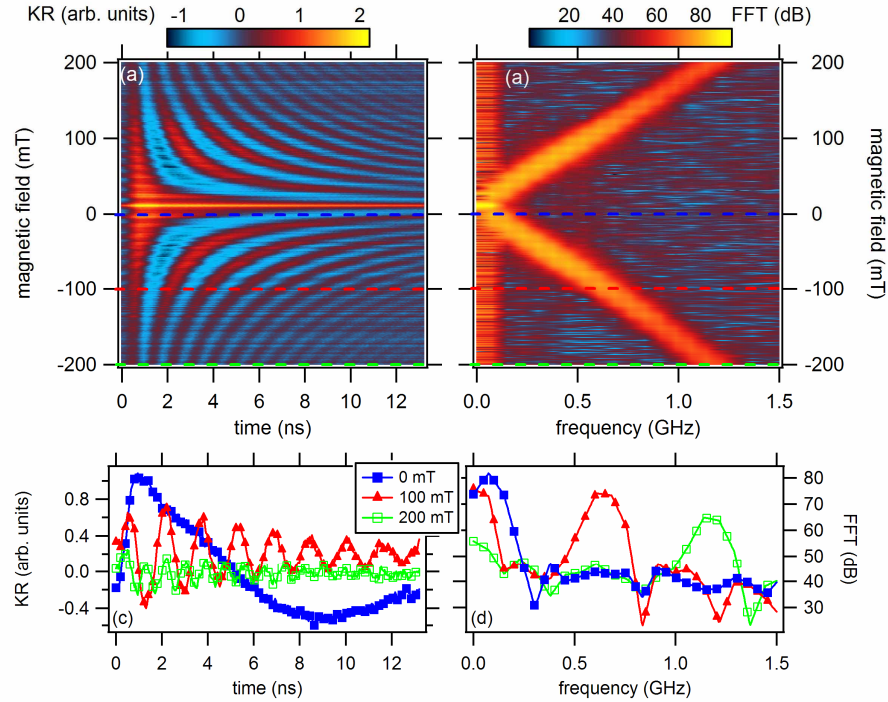 KR (arb. units)
-1 0 1 2
20 40 60 80
FFT (dB)
(a)
(a)
200
100
0
-100
-200
magnetic field (mT)
0 2 4 6 8 10 12
time (ns)
200
100
0
-100
-200
magnetic field (mT)
0.0 0.5 1.0 1.5
frequency (GHz)
0 mT
100 mT
200 mT
KR (arb. units)
0.8
0.4
0.0
-0.4
(c)
0 2 4 6 8 10 12
time (ns)
(d)
80
70
60
50
40
30
FFT (dB)
0.0 0.5 1.0 1.5
frequency (GHz)